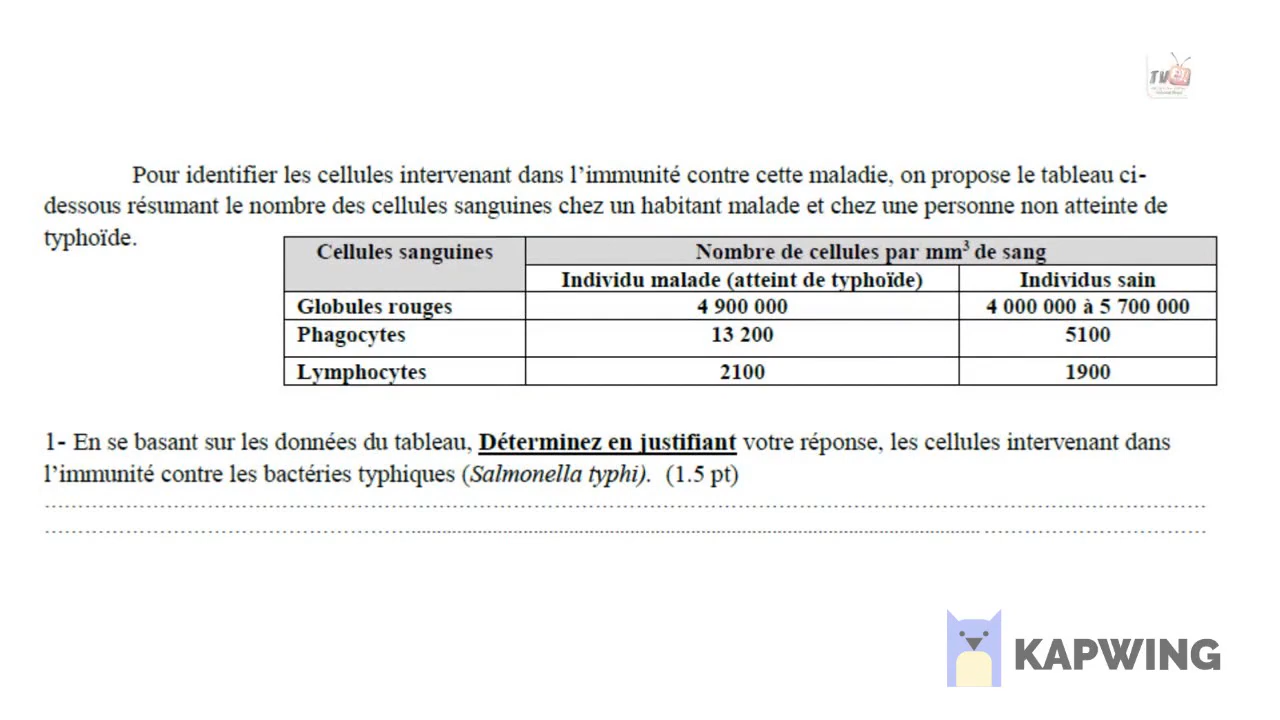 TV
Pour identifier les cellules intervenant dans l’immunité contre cette maladie, on propose le tableau ci-
dessous résumant le nombre des cellules sanguines chez un habitant malade et chez une personne non atteinte de
typhoïde.
Cellules sanguines
Nombre de cellules par mm³ de sang
Individu malade (atteint de typhoïde)
Individus sain
Globules rouges
4 900 000
4 000 000 à 5 700 000
Phagocytes
13 200
5100
Lymphocytes
2100
1900
1- En se basant sur les données du tableau, Déterminez en justifiant votre réponse, les cellules intervenant dans
l’immunité contre les bactéries typhiques (Salmonella typhi). (1.5 pt)
KAPWING